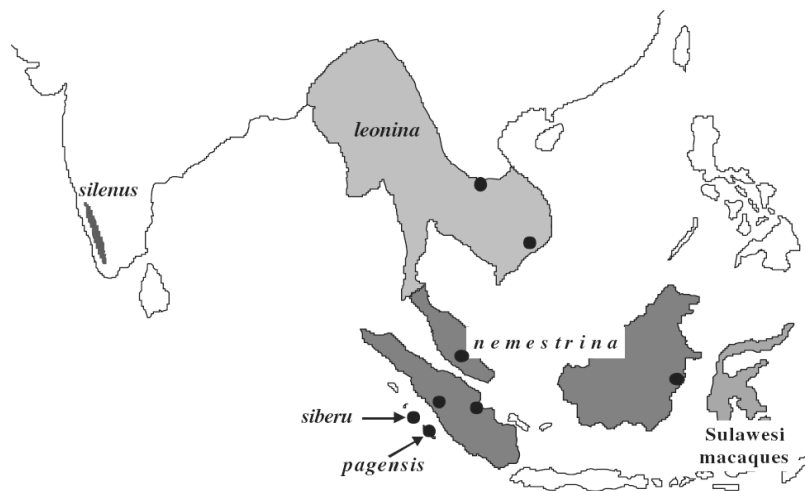 leonina
silenus
nemestrina
siberu
pagensis
Sulawesi
macaques